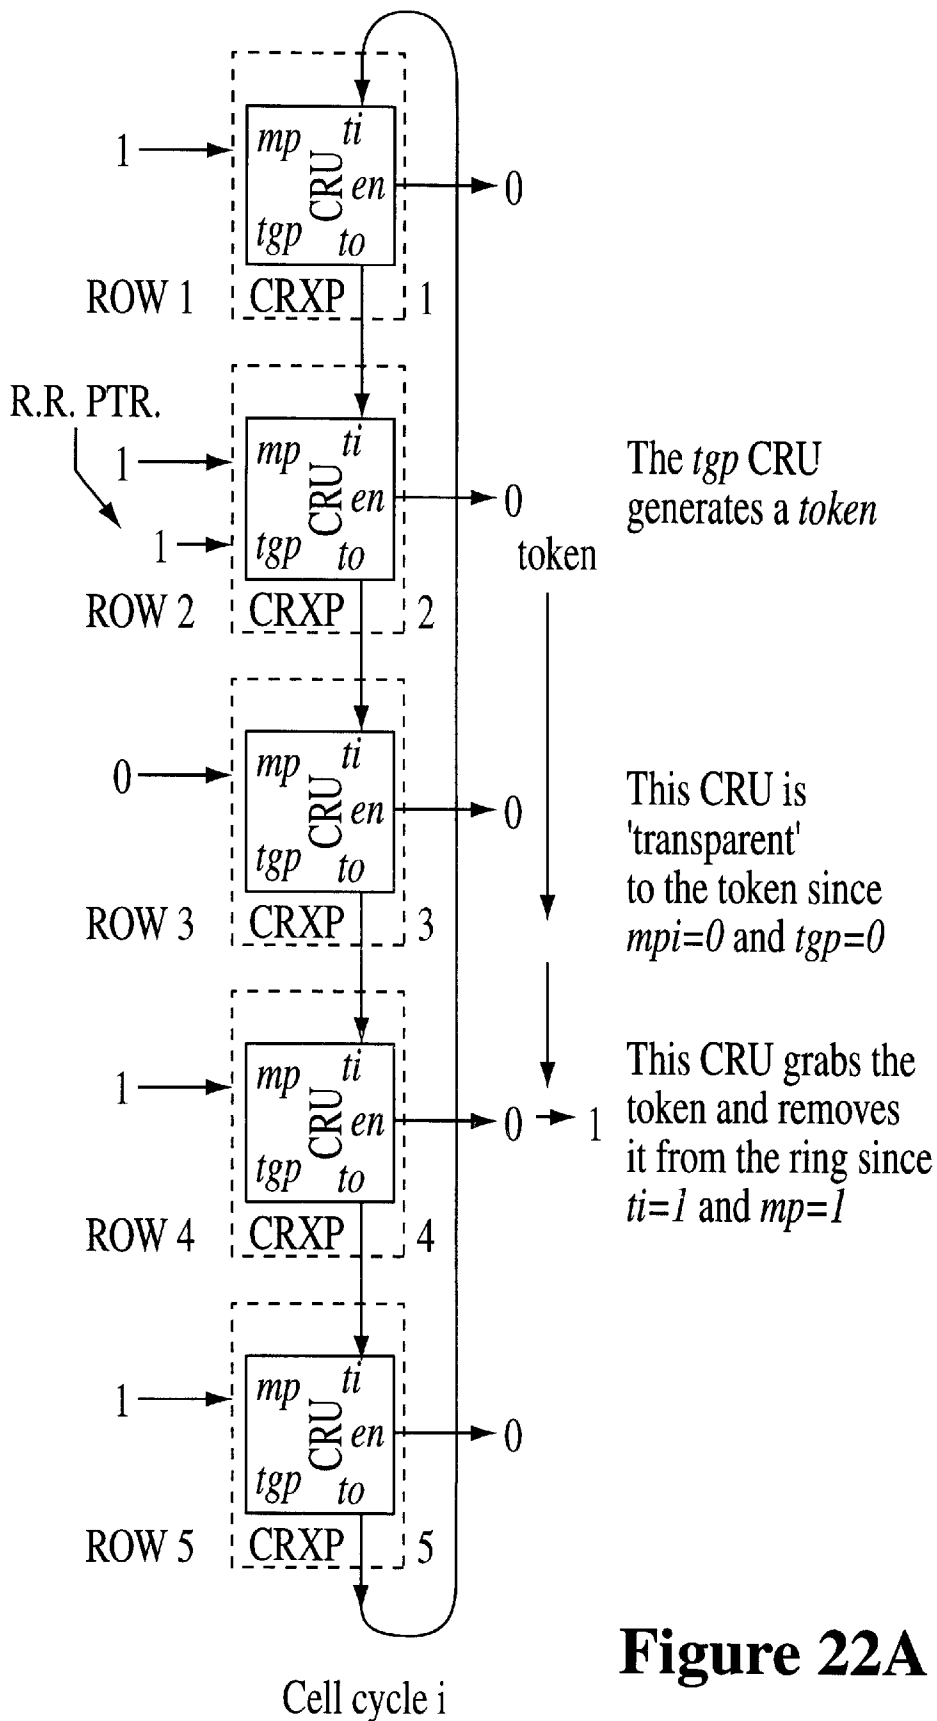 mp ti
1
CRU
en 0
tgp to
ROW 1 CRXP 1
R.R. PTR.
mp ti
1
CRU
en 0
1 tgp to
token
ROW 2 CRXP 2
The tgp CRU
generates a token
mp ti
0
CRU
en 0
tgp to
ROW 3 CRXP 3
This CRU is
'transparent'
to the token since
mpi=0 and tgp=0
mp ti
1
CRU
en 0 1
tgp to
ROW 4 CRXP 4
This CRU grabs the
token and removes
it from the ring since
ti=1 and mp=1
mp ti
1
CRU
en 0
tgp to
ROW 5 CRXP 5
Cell cycle i
Figure 22A